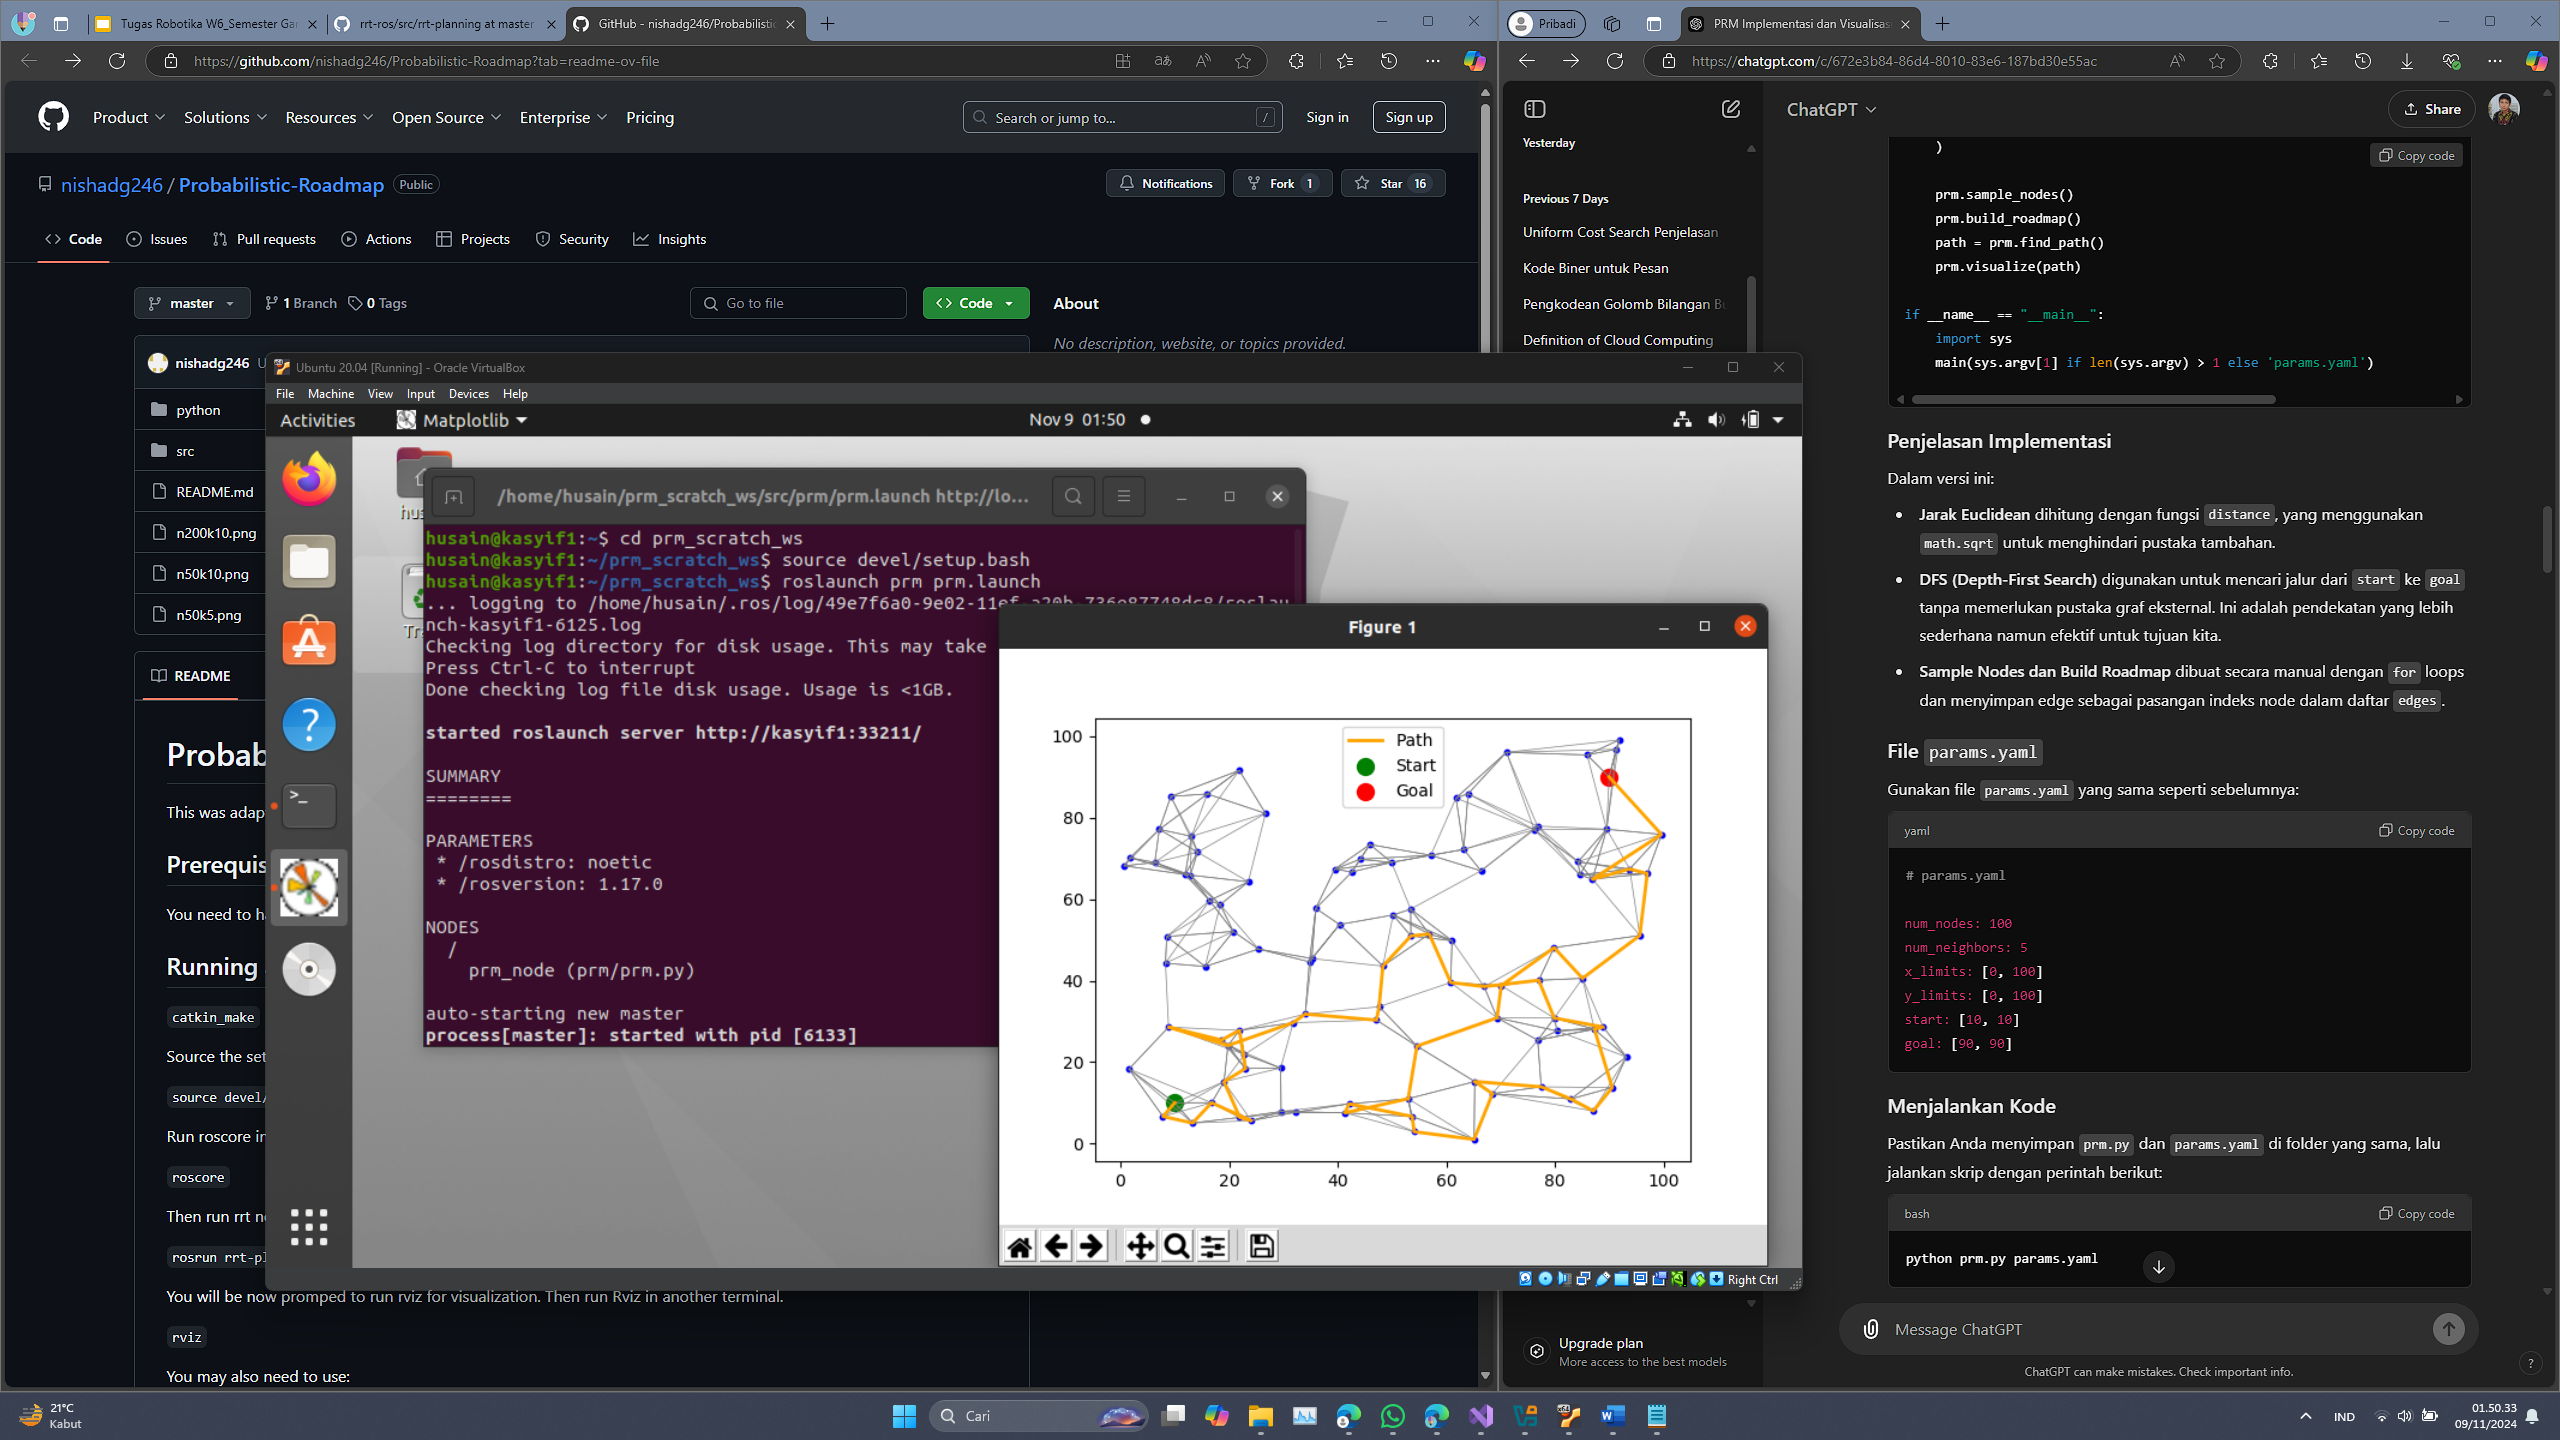 Tugas Robotika W6_Semester Ga
rrt-ros/src/rrt-planning at master
GitHub - nishadg246/Probabilistic
https://github.com/nishadg246/Probabilistic-Roadmap?tab=readme-ov-file
Product
Solutions
Resources
Open Source
Enterprise
Pricing
Search or jump to...
/
Sign in
Sign up
nishadg246 / Probabilistic-Roadmap
Public
Notifications
Fork 1
Star 16
Code
Issues
Pull requests
Actions
Projects
Security
Insights
master
1 Branch
0 Tags
Go to file
Code
About
No description, website, or topics provided.
nishadg246
python
src
README.md
n200k10.png
n50k10.png
n50k5.png
README
Probab
This was adap
Prerequis
You need to h
Running
catkin_make
Source the set
source devel/
Run roscore in
roscore
Then run rrt n
rosrun rrt-pl
You will be now promped to run rviz for visualization. Then run Rviz in another terminal.
rviz
You may also need to use:
Ubuntu 20.04 [Running] - Oracle VirtualBox
File Machine View Input Devices Help
Activities
Matplotlib
Nov 9 01:50
/home/husain/prm_scratch_ws/src/prm/prm.launch http://lo...
husain@kasyif1:~$ cd prm_scratch_ws
husain@kasyif1:~/prm_scratch_ws$ source devel/setup.bash
husain@kasyif1:~/prm_scratch_ws$ roslaunch prm prm.launch
... logging to /home/husain/.ros/log/49e7f6a0-9e02-11ef-a20b-736e87748dc8/roslau
nch-kasyif1-6125.log
Checking log directory for disk usage. This may take
Press Ctrl-C to interrupt
Done checking log file disk usage. Usage is <1GB.
started roslaunch server http://kasyif1:33211/
SUMMARY
========
PARAMETERS
* /rosdistro: noetic
* /rosversion: 1.17.0
NODES
/
prm_node (prm/prm.py)
auto-starting new master
process[master]: started with pid [6133]
Figure 1
Path
Start
Goal
100
80
60
40
20
0
0 20 40 60 80 100
Right Ctrl
Pribadi
PRM Implementasi dan Visualisas
https://chatgpt.com/c/672e3b84-86d4-8010-83e6-187bd30e55ac
ChatGPT
Share
Yesterday
Previous 7 Days
Uniform Cost Search Penjelasan
Kode Biner untuk Pesan
Pengkodean Golomb Bilangan Bu
Definition of Cloud Computing
Upgrade plan
More access to the best models
Copy code
)
prm.sample_nodes()
prm.build_roadmap()
path = prm.find_path()
prm.visualize(path)
if __name__ == "__main__":
import sys
main(sys.argv[1] if len(sys.argv) > 1 else 'params.yaml')
Penjelasan Implementasi
Dalam versi ini:
• Jarak Euclidean dihitung dengan fungsi distance, yang menggunakan
math.sqrt untuk menghindari pustaka tambahan.
• DFS (Depth-First Search) digunakan untuk mencari jalur dari start ke goal
tanpa memerlukan pustaka graf eksternal. Ini adalah pendekatan yang lebih
sederhana namun efektif untuk tujuan kita.
• Sample Nodes dan Build Roadmap dibuat secara manual dengan for loops
dan menyimpan edge sebagai pasangan indeks node dalam daftar edges.
File params.yaml
Gunakan file params.yaml yang sama seperti sebelumnya:
yaml
Copy code
# params.yaml
num_nodes: 100
num_neighbors: 5
x_limits: [0, 100]
y_limits: [0, 100]
start: [10, 10]
goal: [90, 90]
Menjalankan Kode
Pastikan Anda menyimpan prm.py dan params.yaml di folder yang sama, lalu
jalankan skrip dengan perintah berikut:
bash
Copy code
python prm.py params.yaml
Message ChatGPT
ChatGPT can make mistakes. Check important info.
?
21°C
Kabut
Cari
IND
01.50.33
09/11/2024